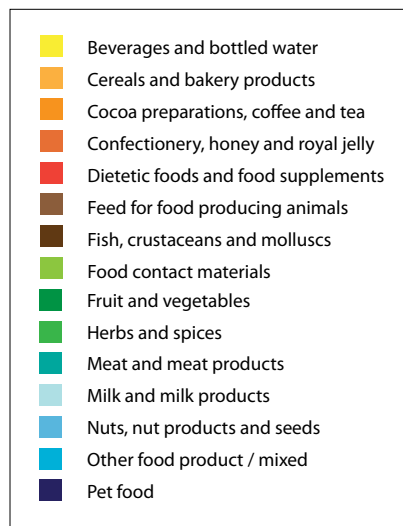 Beverages and bottled water
Cereals and bakery products
Cocoa preparations, coffee and tea
Confectionery, honey and royal jelly
Dietetic foods and food supplements
Feed for food producing animals
Fish, crustaceans and molluscs
Food contact materials
Fruit and vegetables
Herbs and spices
Meat and meat products
Milk and milk products
Nuts, nut products and seeds
Other food product / mixed
Pet food